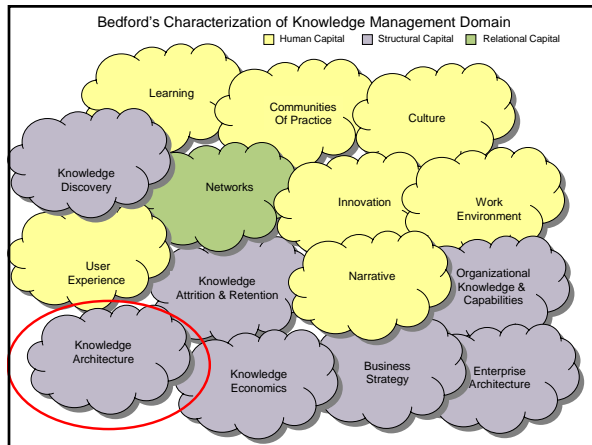 Bedford's Characterization of Knowledge Management Domain
Human Capital Structural Capital Relational Capital
Learning
Communities
Of Practice
Culture
Knowledge
Discovery
Networks
Innovation
Work
Environment
User
Experience
Knowledge
Attrition & Retention
Narrative
Organizational
Knowledge &
Capabilities
Knowledge
Architecture
Knowledge
Economics
Business
Strategy
Enterprise
Architecture